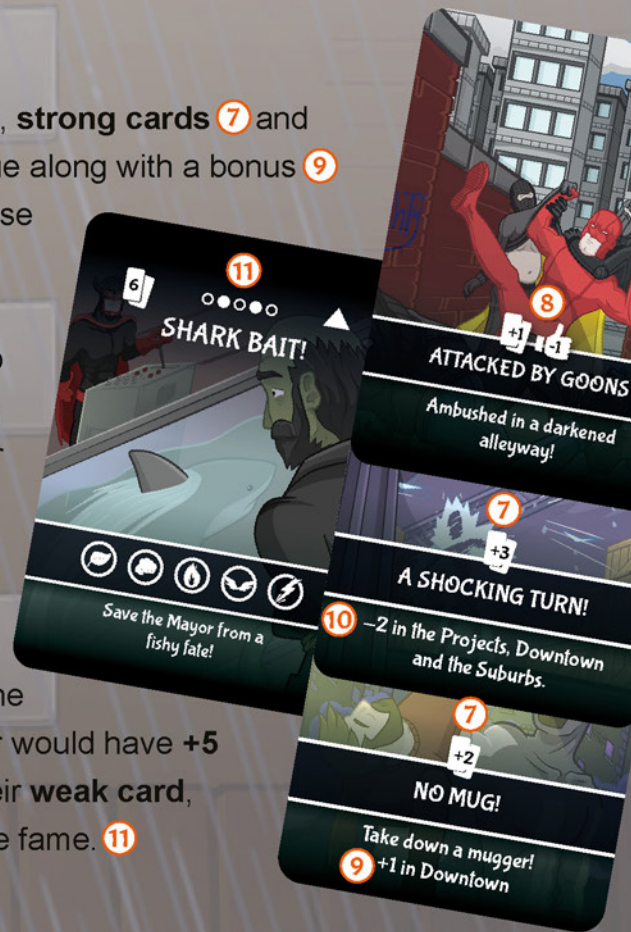 , strong cards 7 and
ue along with a bonus 9
se
ne
r would have +5
eir weak card,
e fame. 11
6
11
SHARK BAIT!
Save the Mayor from a
fishy fate!
8
+1 -1
ATTACKED BY GOONS
Ambushed in a darkened
alleyway!
7
+3
A SHOCKING TURN!
10 –2 in the Projects, Downtown
and the Suburbs.
7
+2
NO MUG!
Take down a mugger!
9 +1 in Downtown